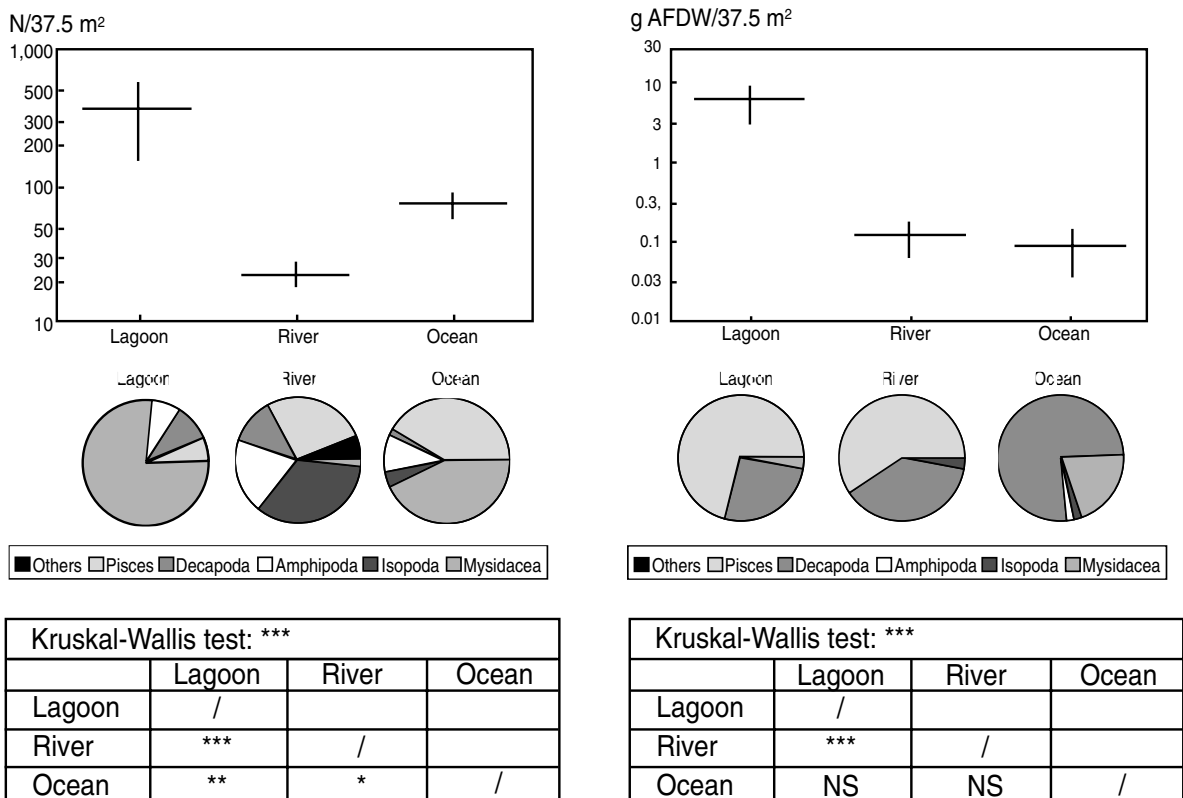 N/37.5 m²
1,000
500
300
200
100
50
30
20
10
Lagoon River Ocean
Lagoon River Ocean
Others Pisces Decapoda Amphipoda Isopoda Mysidacea
Kruskal-Wallis test: ***
Lagoon River Ocean
Lagoon /
River *** /
Ocean ** * /
g AFDW/37.5 m²
30
10
3
1
0.3,
0.1
0.03
0.01
Lagoon River Ocean
Lagoon River Ocean
Others Pisces Decapoda Amphipoda Isopoda Mysidacea
Kruskal-Wallis test: ***
Lagoon River Ocean
Lagoon /
River *** /
Ocean NS NS /